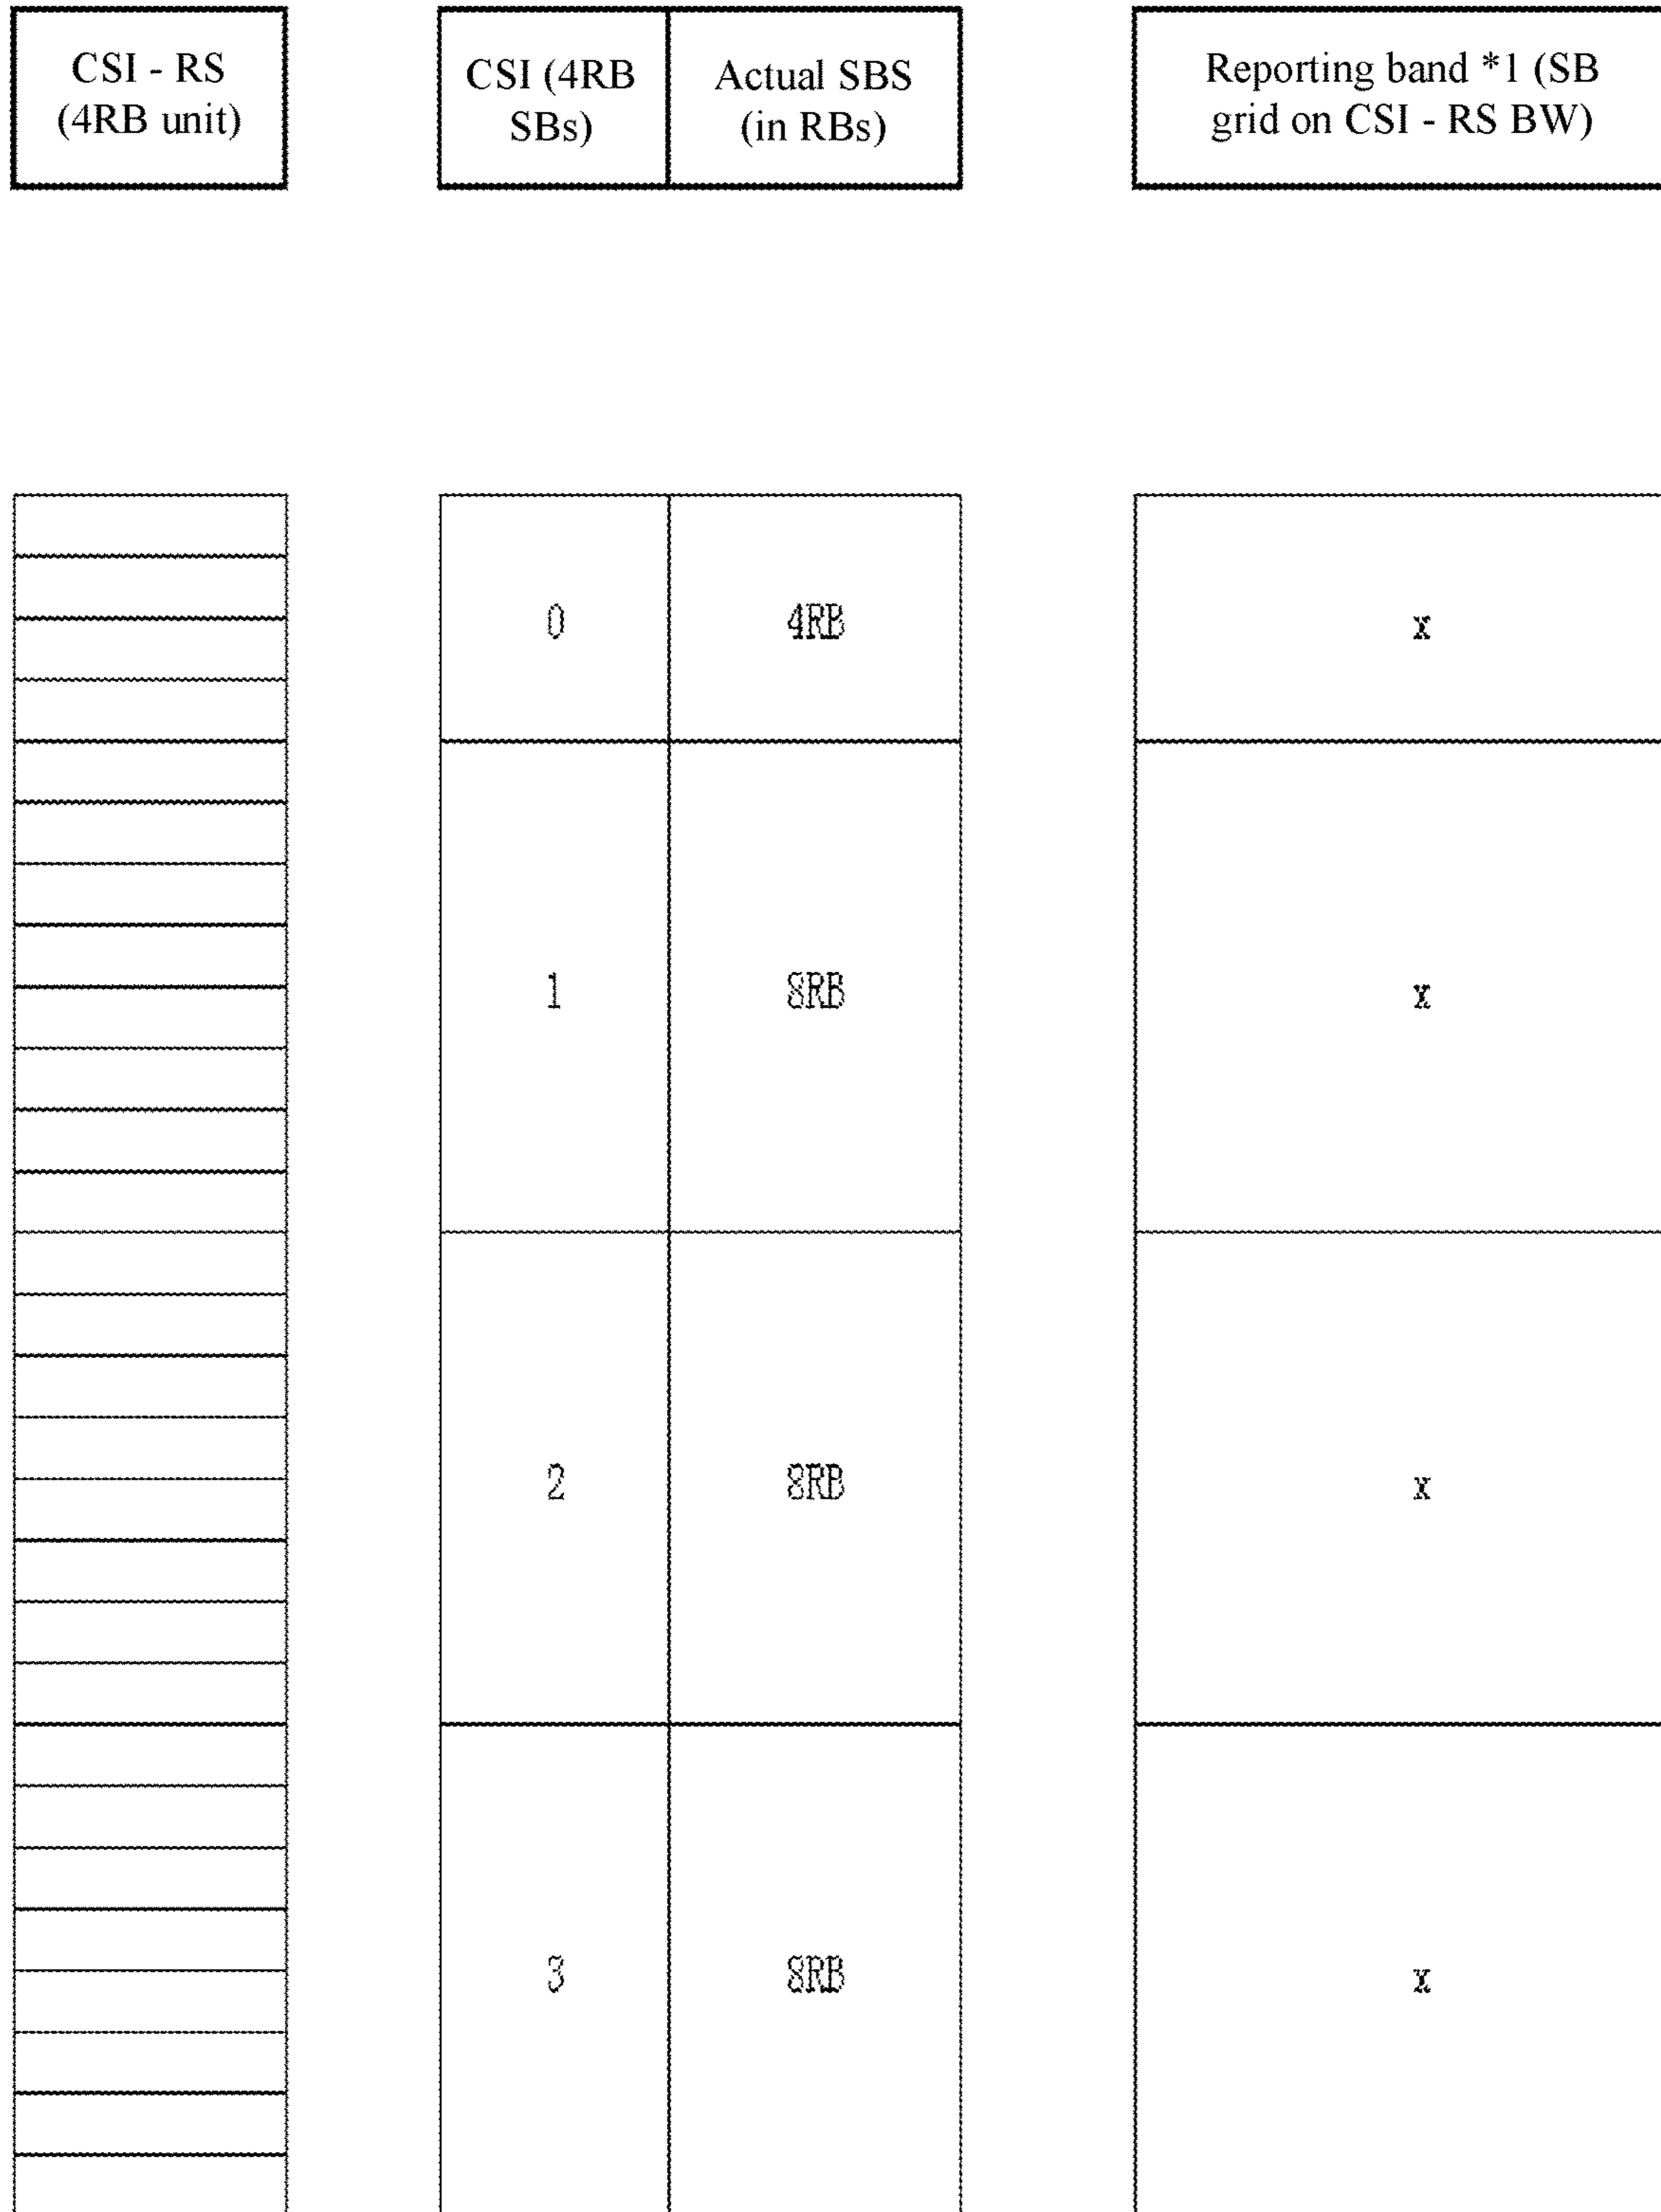 CSI - RS
(4RB unit)
CSI (4RB
SBs)
Actual SBS
(in RBs)
Reporting band *1 (SB
grid on CSI - RS BW)
0
4RB
x
1
8RB
x
2
8RB
x
3
8RB
x